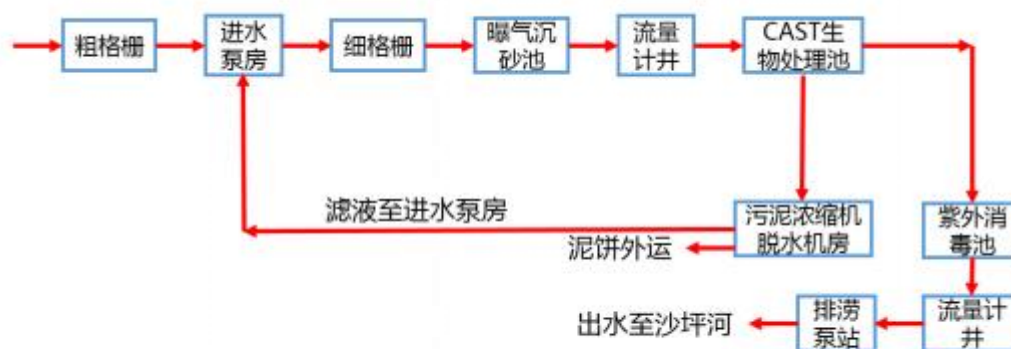 粗格栅
进水
泵房
细格栅
曝气沉
砂池
流量
计井
CAST生
物处理池
滤液至进水泵房
泥饼外运
污泥浓缩机
脱水机房
紫外消
毒池
出水至沙坪河
排涝
泵站
流量计
井